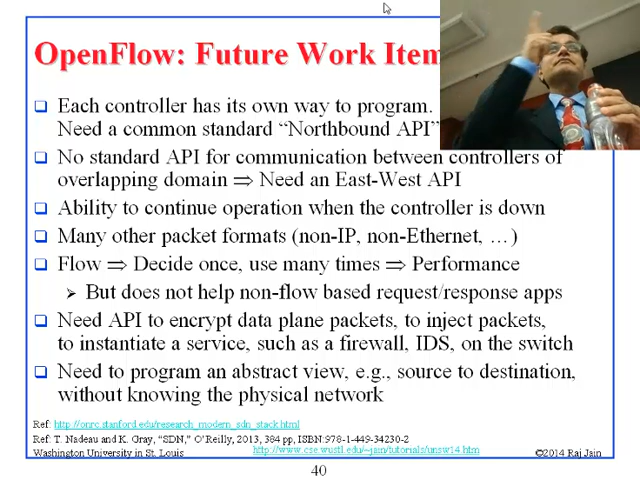 OpenFlow: Future Work Item
Each controller has its own way to program.
Need a common standard “Northbound API”
No standard API for communication between controllers of
overlapping domain ⇒ Need an East-West API
Ability to continue operation when the controller is down
Many other packet formats (non-IP, non-Ethernet, …)
Flow ⇒ Decide once, use many times ⇒ Performance
But does not help non-flow based request/response apps
Need API to encrypt data plane packets, to inject packets,
to instantiate a service, such as a firewall, IDS, on the switch
Need to program an abstract view, e.g., source to destination,
without knowing the physical network
Ref: http://onrc.stanford.edu/research_modern_sdn_stack.html
Ref: T. Nadeau and K. Gray, “SDN,” O’Reilly, 2013, 384 pp, ISBN:978-1-449-34230-2
Washington University in St. Louis http://www.cse.wustl.edu/~jain/tutorials/unsw14.htm ©2014 Raj Jain
40